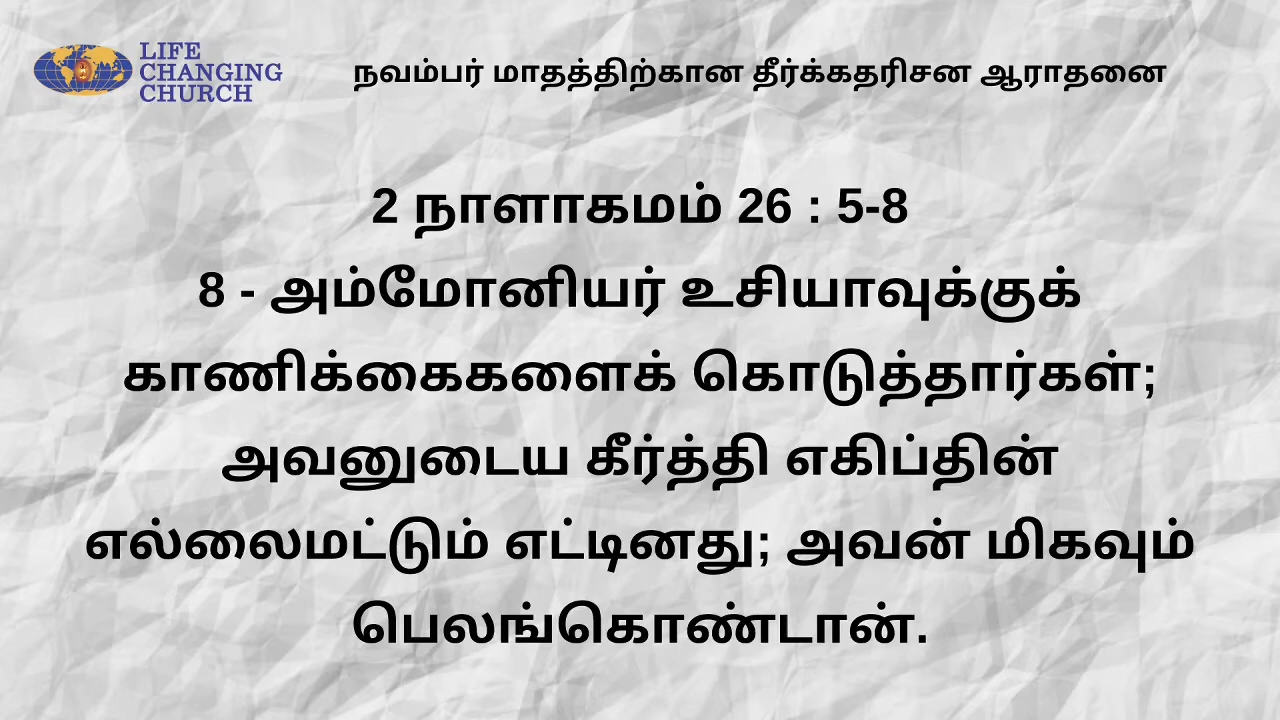 LIFE
CHANGING
CHURCH
நவம்பர் மாதத்திற்கான தீர்க்கதரிசன ஆராதனை
2 நாளாகமம் 26 : 5-8
8 - அம்மோனியர் உசியாவுக்குக்
காணிக்கைகளைக் கொடுத்தார்கள்;
அவனுடைய கீர்த்தி எகிப்தின்
எல்லைமட்டும் எட்டினது; அவன் மிகவும்
பெலங்கொண்டான்.